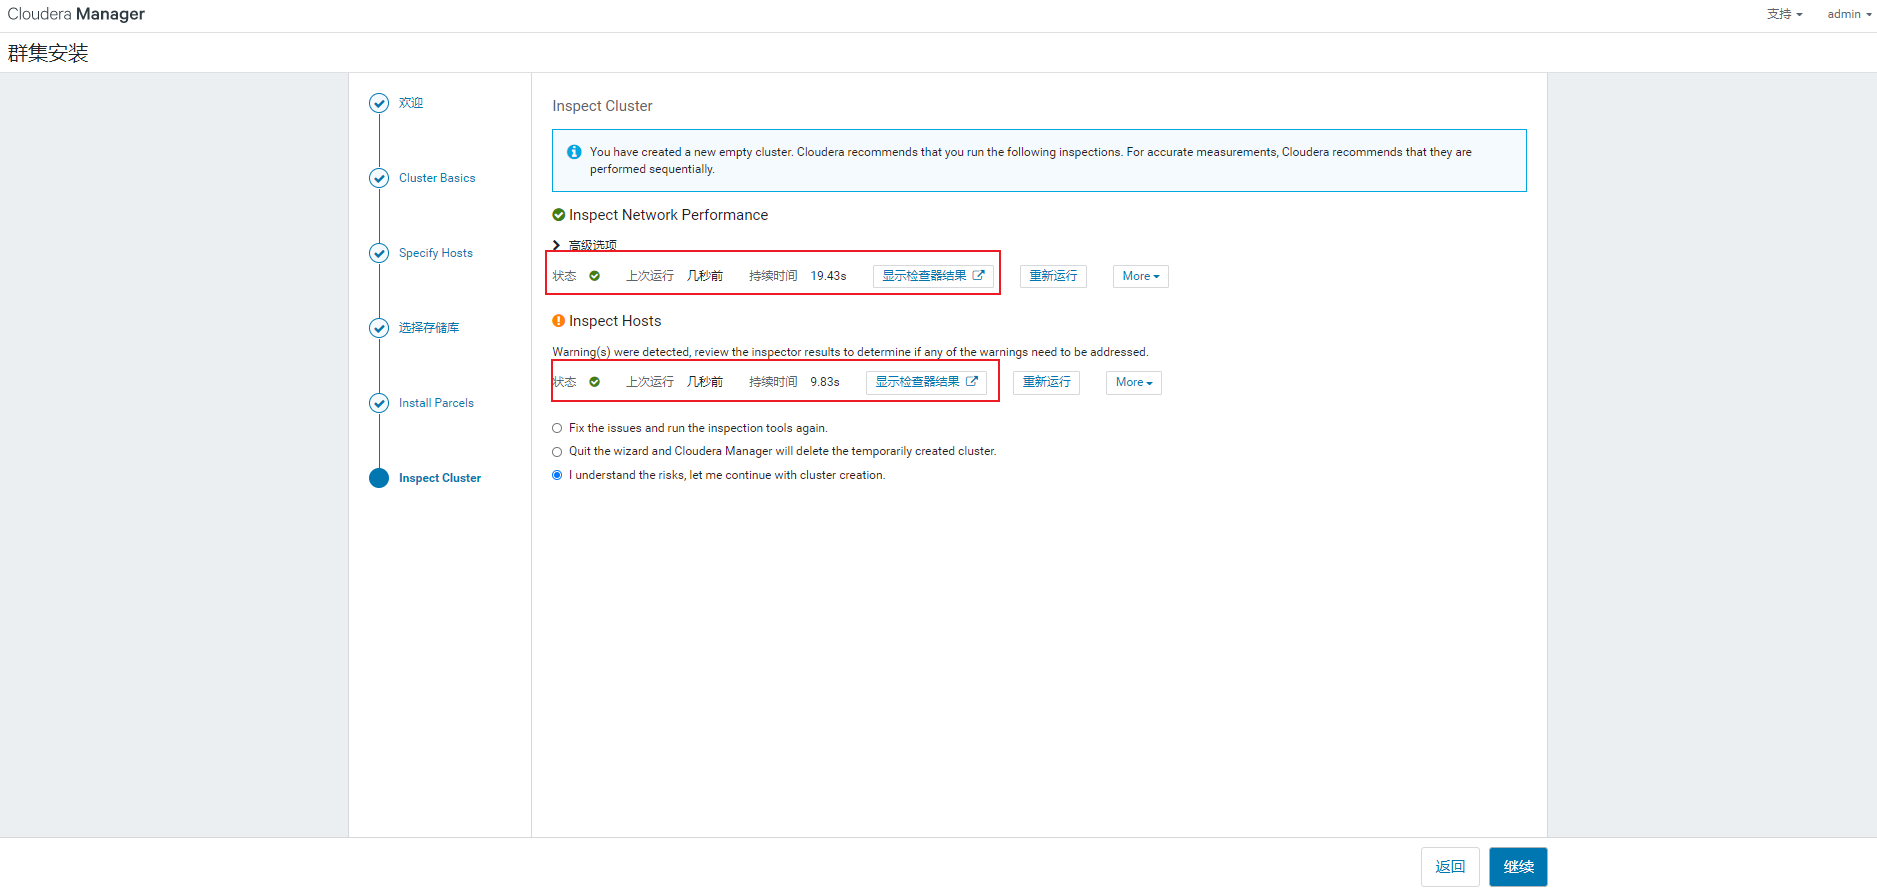 Cloudera Manager
支持 admin
群集安装
欢迎
Cluster Basics
Specify Hosts
选择存储库
Install Parcels
Inspect Cluster
Inspect Cluster
You have created a new empty cluster. Cloudera recommends that you run the following inspections. For accurate measurements, Cloudera recommends that they are
performed sequentially.
Inspect Network Performance
高级选项
状态 上次运行 几秒前 持续时间 19.43s 显示检查器结果 重新运行 More
Inspect Hosts
Warning(s) were detected, review the inspector results to determine if any of the warnings need to be addressed.
状态 上次运行 几秒前 持续时间 9.83s 显示检查器结果 重新运行 More
Fix the issues and run the inspection tools again.
Quit the wizard and Cloudera Manager will delete the temporarily created cluster.
I understand the risks, let me continue with cluster creation.
返回 继续